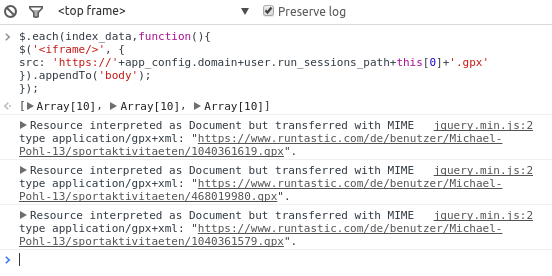 <top frame> Preserve log
$.each(index_data,function(){
$('<iframe/>', {
src: 'https://'+app_config.domain+user.run_sessions_path+this[0]+'.gpx'
}).appendTo('body');
});
[Array[10], Array[10], Array[10]]
Resource interpreted as Document but transferred with MIME jquery.min.js:2
type application/gpx+xml: "https://www.runtastic.com/de/benutzer/Michael-
Pohl-13/sportaktivitaeten/1040361619.gpx".
Resource interpreted as Document but transferred with MIME jquery.min.js:2
type application/gpx+xml: "https://www.runtastic.com/de/benutzer/Michael-
Pohl-13/sportaktivitaeten/468019980.gpx".
Resource interpreted as Document but transferred with MIME jquery.min.js:2
type application/gpx+xml: "https://www.runtastic.com/de/benutzer/Michael-
Pohl-13/sportaktivitaeten/1040361579.gpx".